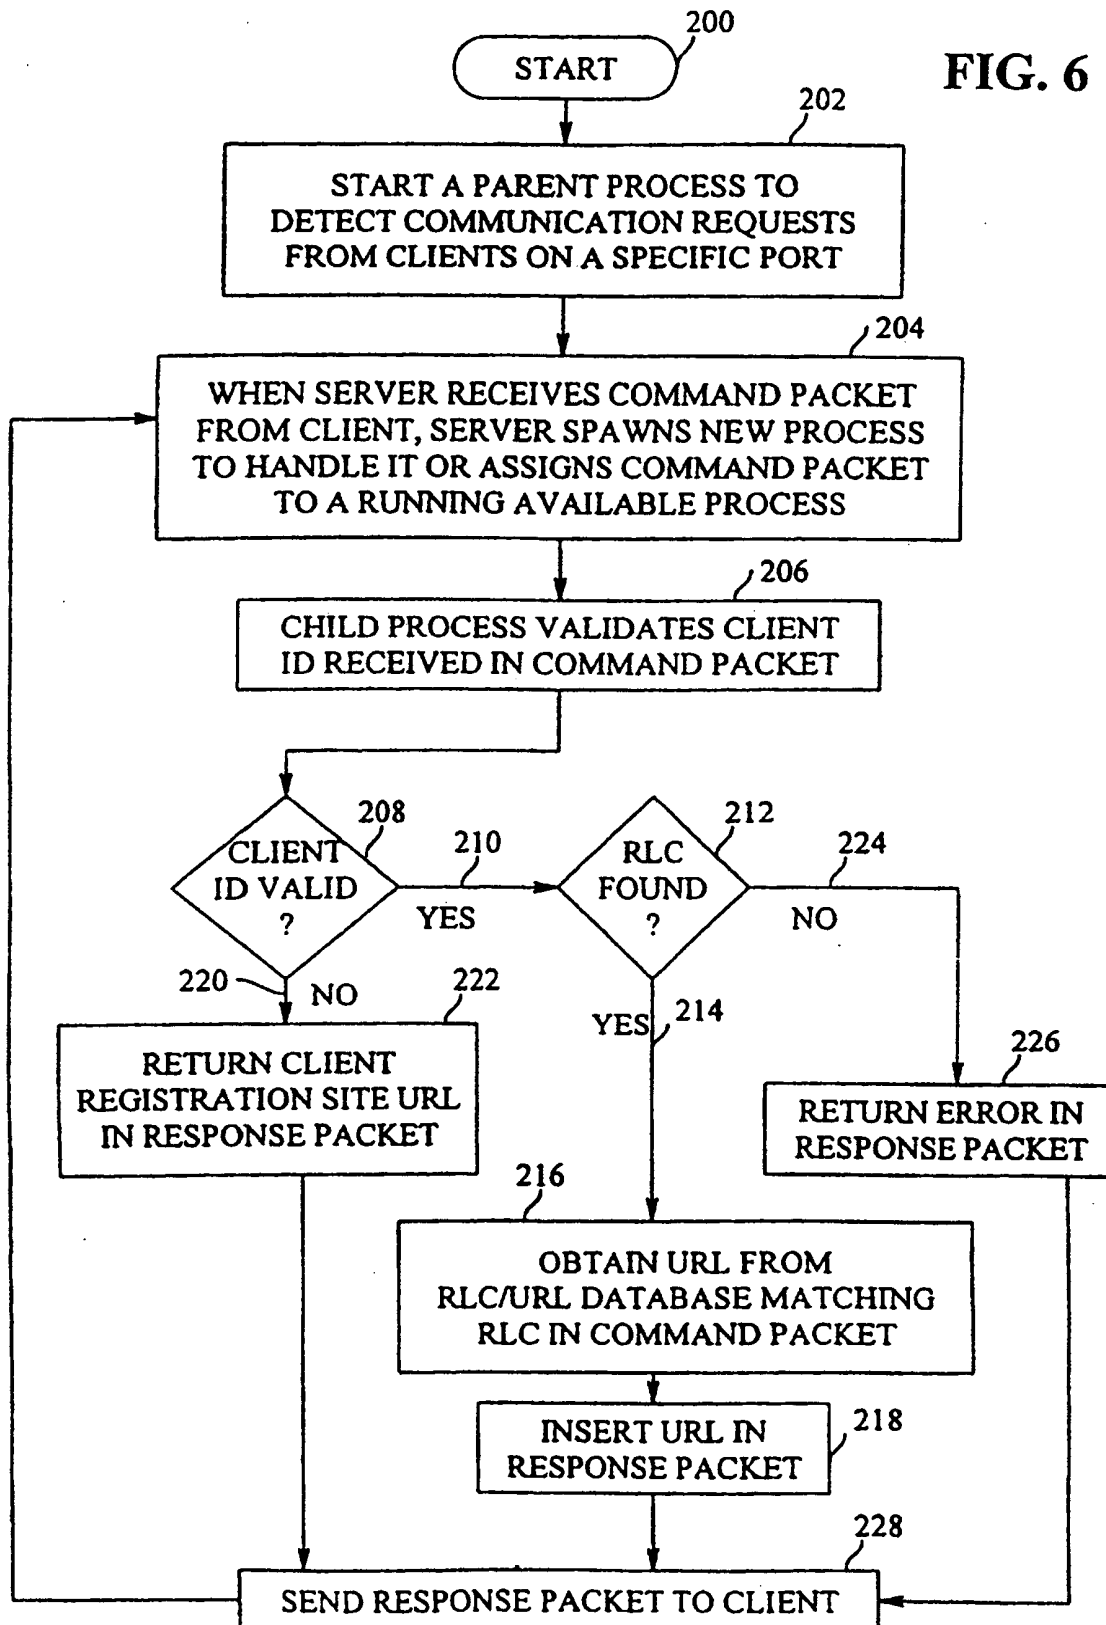 200
START
FIG. 6
202
START A PARENT PROCESS TO
DETECT COMMUNICATION REQUESTS
FROM CLIENTS ON A SPECIFIC PORT
204
WHEN SERVER RECEIVES COMMAND PACKET
FROM CLIENT, SERVER SPAWNS NEW PROCESS
TO HANDLE IT OR ASSIGNS COMMAND PACKET
TO A RUNNING AVAILABLE PROCESS
206
CHILD PROCESS VALIDATES CLIENT
ID RECEIVED IN COMMAND PACKET
208
CLIENT
ID VALID
?
210
YES
212
RLC
FOUND
?
224
NO
220
NO
222
RETURN CLIENT
REGISTRATION SITE URL
IN RESPONSE PACKET
YES
214
226
RETURN ERROR IN
RESPONSE PACKET
216
OBTAIN URL FROM
RLC/URL DATABASE MATCHING
RLC IN COMMAND PACKET
INSERT URL IN
RESPONSE PACKET
218
228
SEND RESPONSE PACKET TO CLIENT